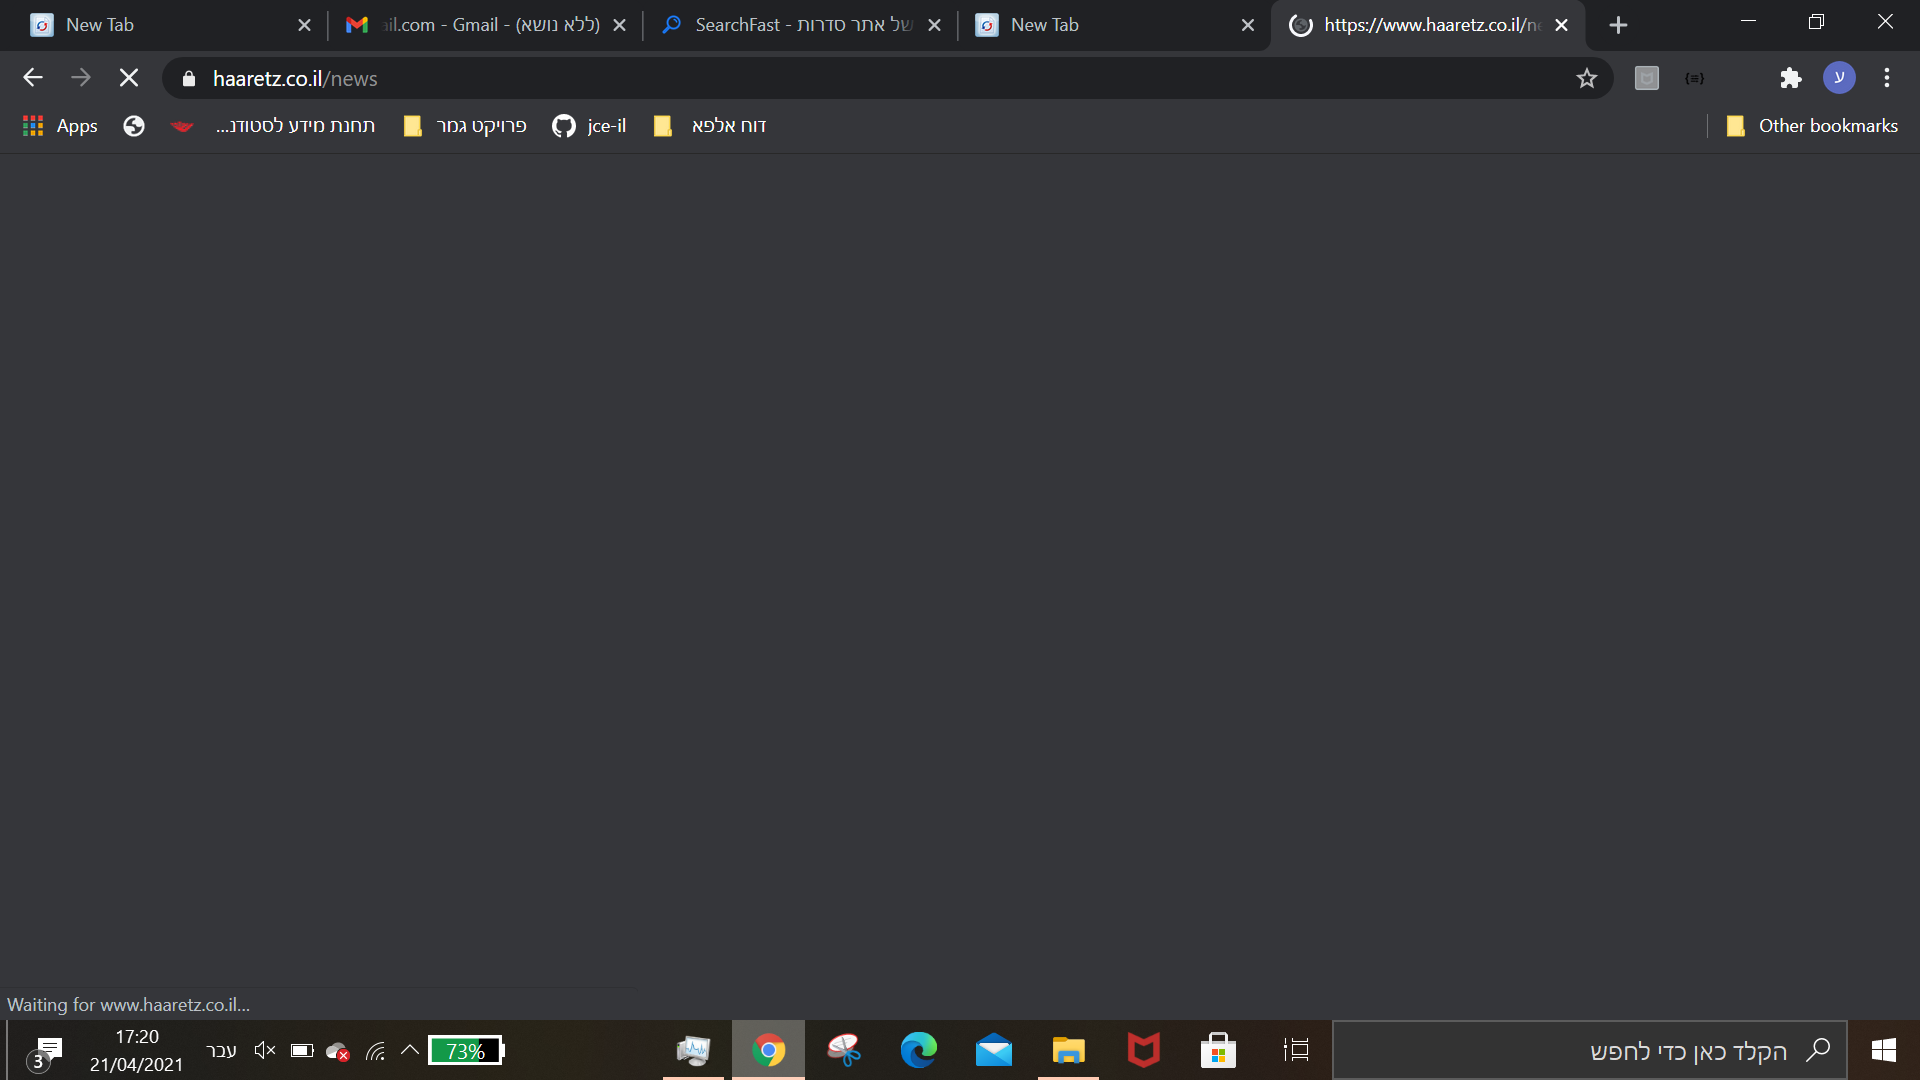 New Tab
ail.com - Gmail - (ללא נושא)
SearchFast - של אתר סדרות
New Tab
https://www.haaretz.co.il/ne
haaretz.co.il/news
ע
Apps
תחנת מידע לסטודנ...
פרויקט גמר
jce-il
דוח אלפא
Other bookmarks
Waiting for www.haaretz.co.il...
3
17:20
21/04/2021
עבר
73%
הקלד כאן כדי לחפש